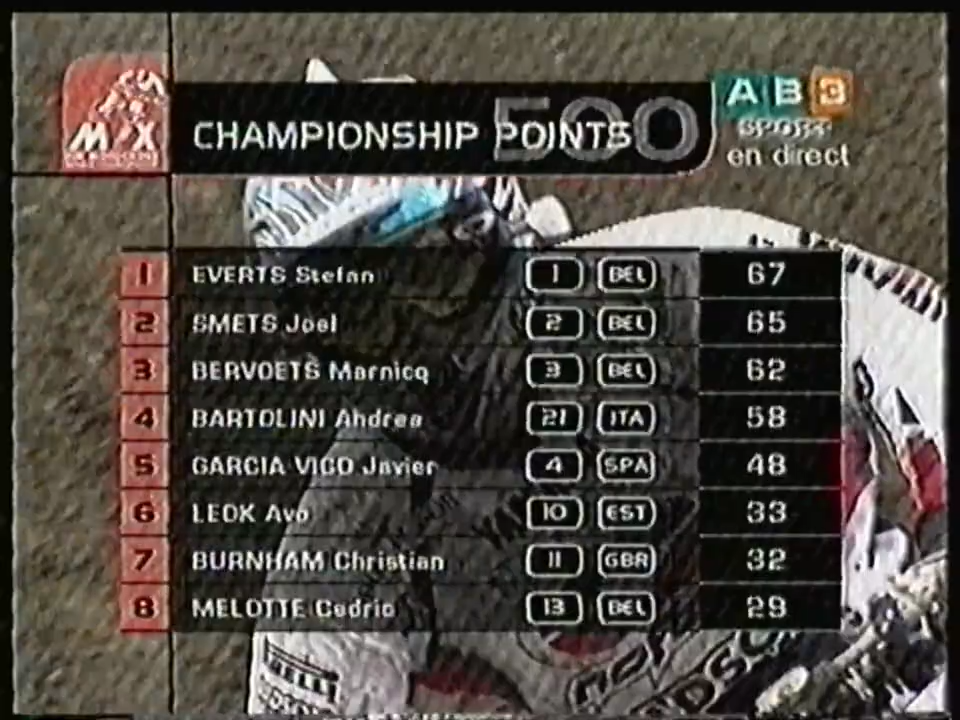 MX
CHAMPIONSHIP POINTS 500
AB3
SPORT
en direct
1 EVERTS Stefan 1 BEL 67
2 SMETS Joel 2 BEL 65
3 BERVOETS Marnicq 3 BEL 62
4 BARTOLINI Andrea 21 ITA 58
5 GARCIA VICO Javier 4 SPA 48
6 LEOK Avo 10 EST 33
7 BURNHAM Christian 11 GBR 32
8 MELOTTE Cedric 13 BEL 29
PIRELLI